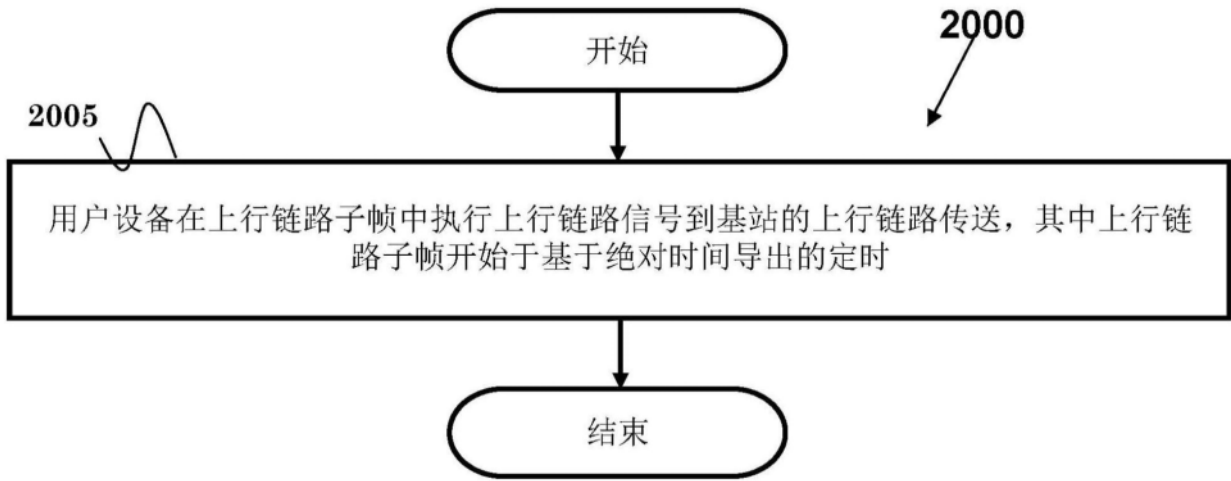 开始
2000
2005
用户设备在上行链路子帧中执行上行链路信号到基站的上行链路传送，其中上行链
路子帧开始于基于绝对时间导出的定时
结束